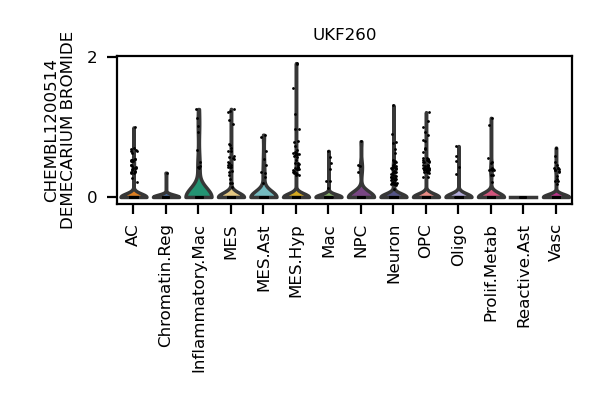 UKF260
CHEMBL1200514
DEMECARIUM BROMIDE
2
0
AC
Chromatin.Reg
Inflammatory.Mac
MES
MES.Ast
MES.Hyp
Mac
NPC
Neuron
OPC
Oligo
Prolif.Metab
Reactive.Ast
Vasc